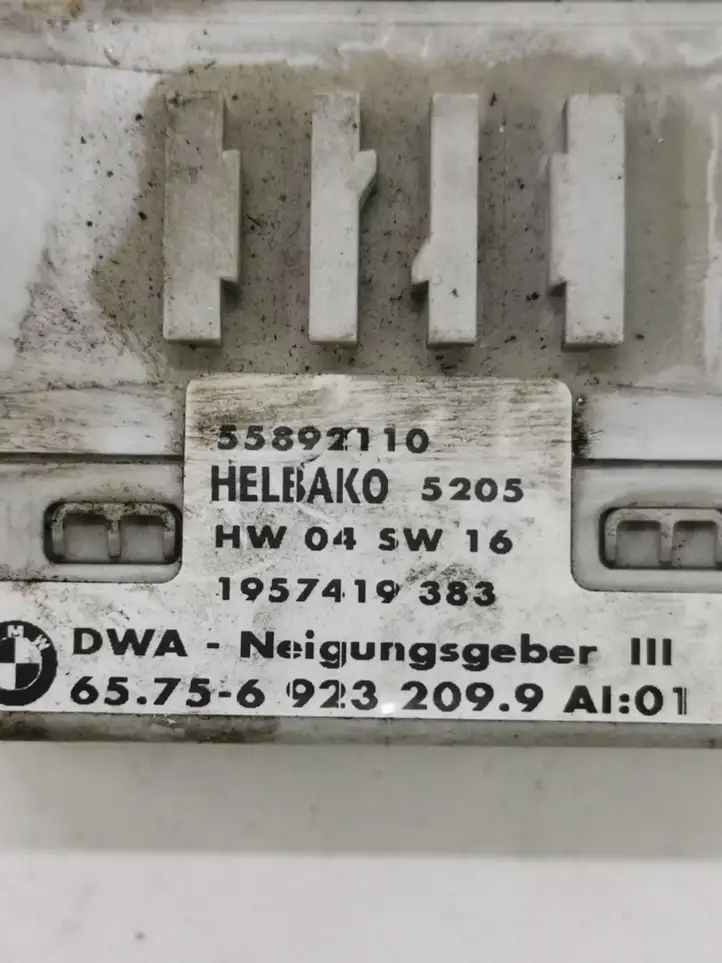 55892110
HELBAKO 5205
HW 04 SW 16
1957419 383
BMW
DWA - Neigungsgeber III
65.75-6 923 209.9 AI:01